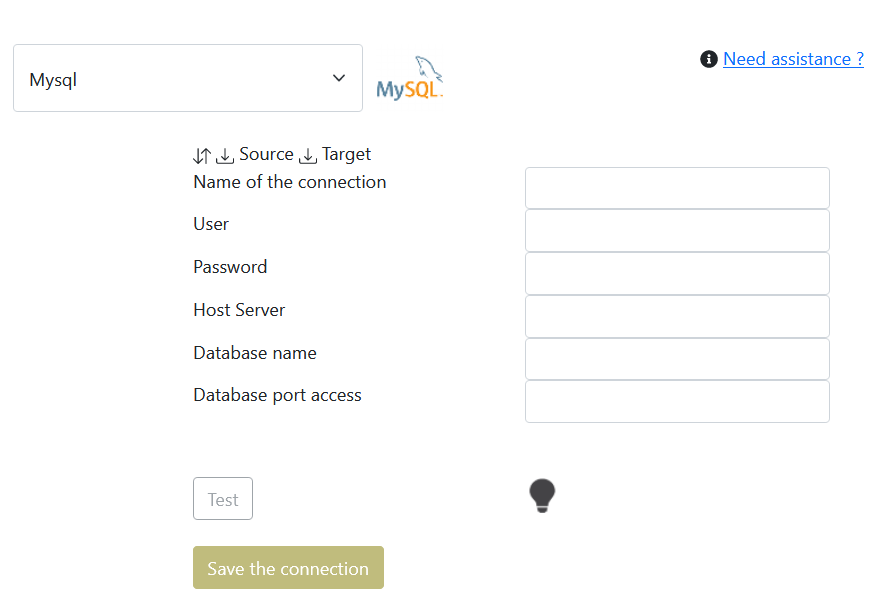 Mysql
MySQL.
Need assistance ?
Source Target
Name of the connection
User
Password
Host Server
Database name
Database port access
Test
Save the connection